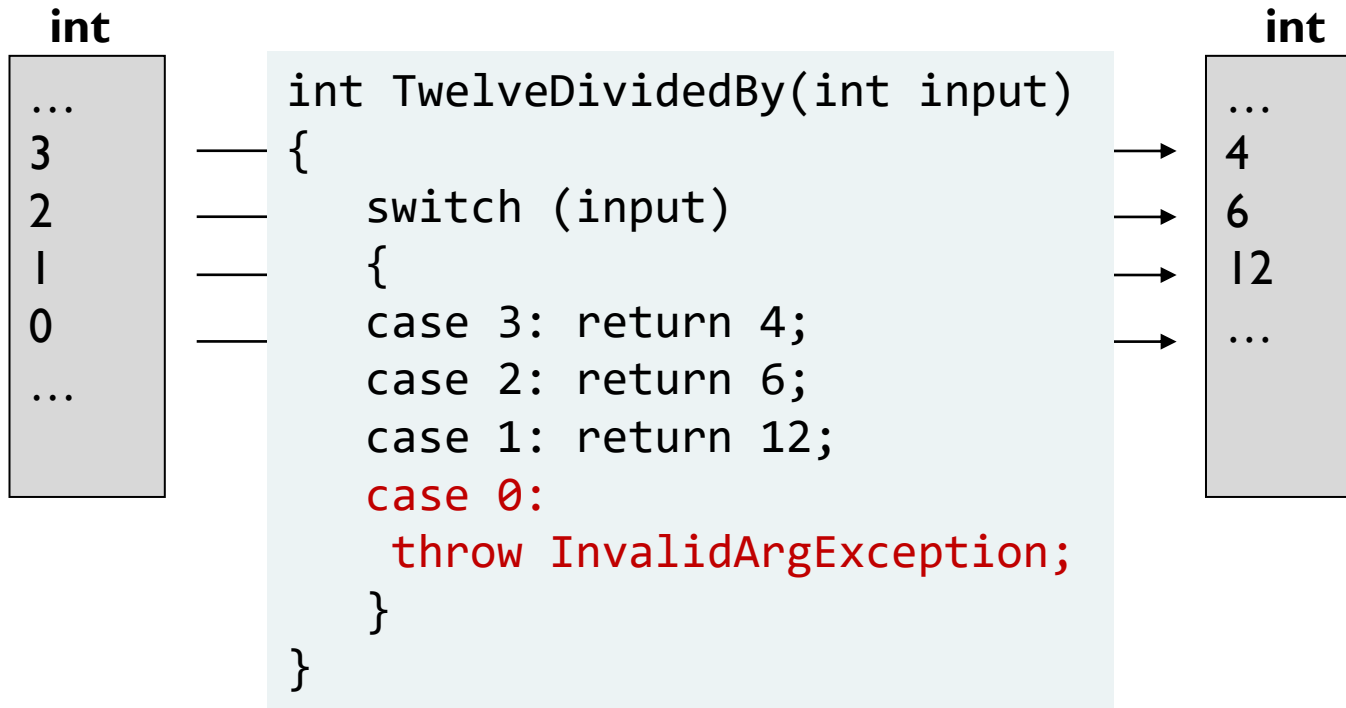 int
…
3
2
1
0
…
int TwelveDividedBy(int input)
{
switch (input)
{
case 3: return 4;
case 2: return 6;
case 1: return 12;
case 0:
throw InvalidArgException;
}
}
int
…
4
6
12
…